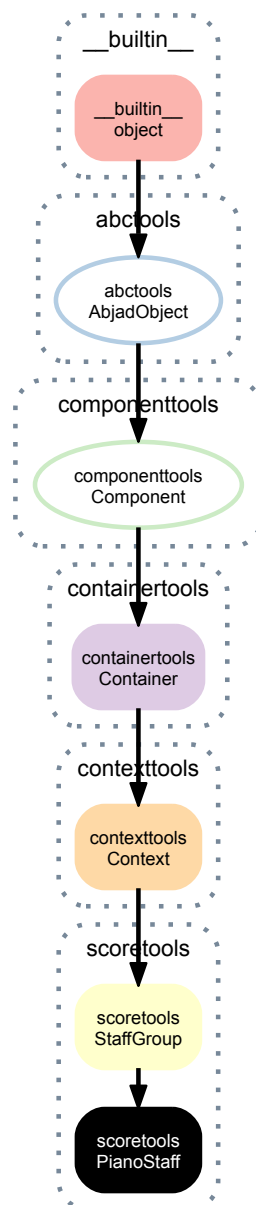 __builtin__
__builtin__
object
abctools
abctools
AbjadObject
componenttools
componenttools
Component
containertools
containertools
Container
contexttools
contexttools
Context
scoretools
scoretools
StaffGroup
scoretools
PianoStaff